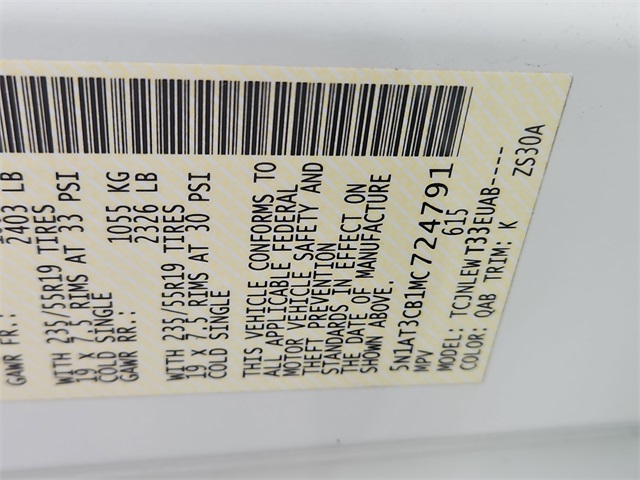 GAWR FR.: 2403 LB
WITH 235/55R19 TIRES
19 X 7.5 RIMS AT 33 PSI
COLD SINGLE
GAWR RR.: 1055 KG
2326 LB
WITH 235/55R19 TIRES
19 X 7.5 RIMS AT 30 PSI
COLD SINGLE
THIS VEHICLE CONFORMS TO
ALL APPLICABLE FEDERAL
MOTOR VEHICLE SAFETY AND
THEFT PREVENTION
STANDARDS IN EFFECT ON
THE DATE OF MANUFACTURE
SHOWN ABOVE.
5N1AT3CB1MC724791
MPV 615
MODEL: TCJNLEWT33EUAB----
COLOR: QAB TRIM: K
ZS30A